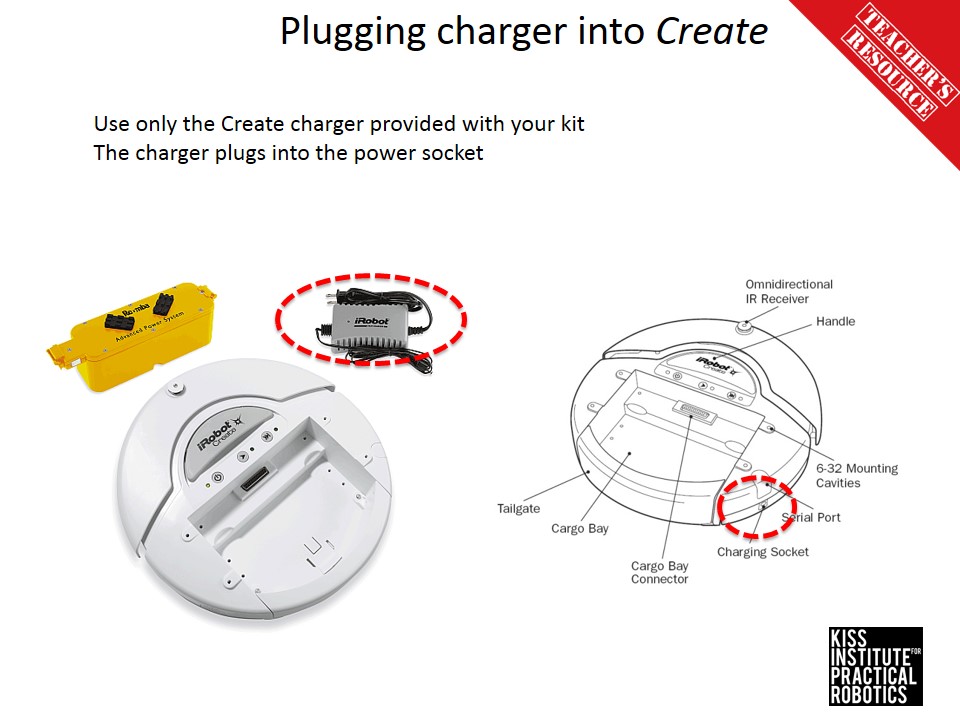 Plugging charger into Create
TEACHER'S
RESOURCE
Use only the Create charger provided with your kit
The charger plugs into the power socket
Roomba
Advanced Power System
iRobot
iRobot
Create
Omnidirectional
IR Receiver
Handle
iRobot
Create
6-32 Mounting
Cavities
Serial Port
Charging Socket
Tailgate
Cargo Bay
Cargo Bay
Connector
KISS
INSTITUTE FOR
PRACTICAL
ROBOTICS